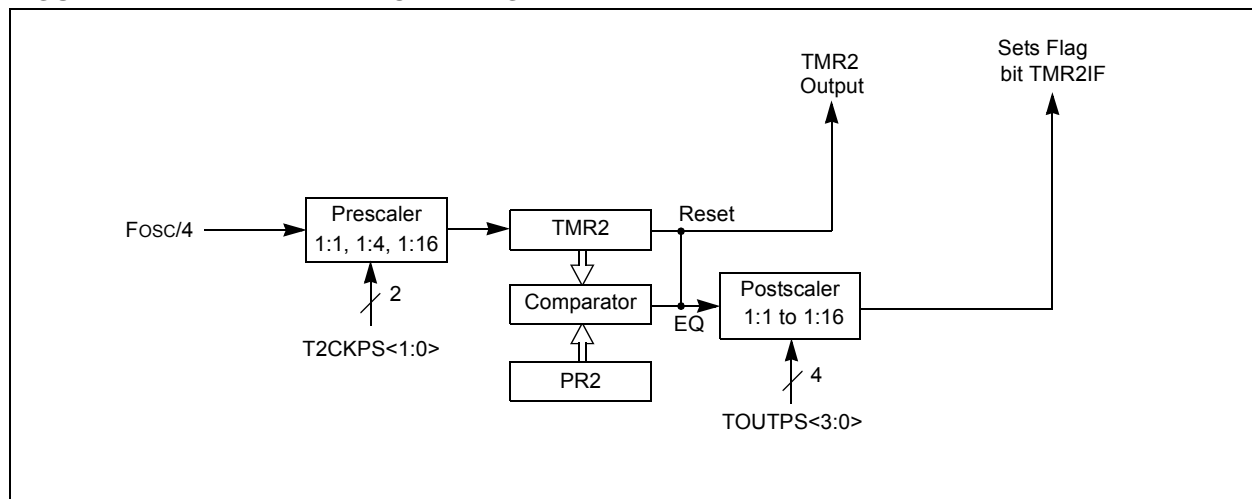 TMR2
Output
Sets Flag
bit TMR2IF
Fosc/4
Prescaler
1:1, 1:4, 1:16
2
T2CKPS<1:0>
TMR2
Reset
Comparator
EQ
PR2
Postscaler
1:1 to 1:16
4
TOUTPS<3:0>